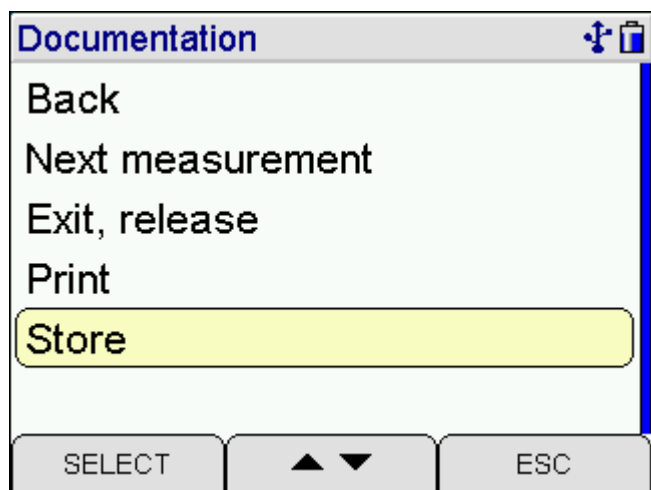 Documentation
Back
Next measurement
Exit, release
Print
Store
SELECT ▲ ▼ ESC